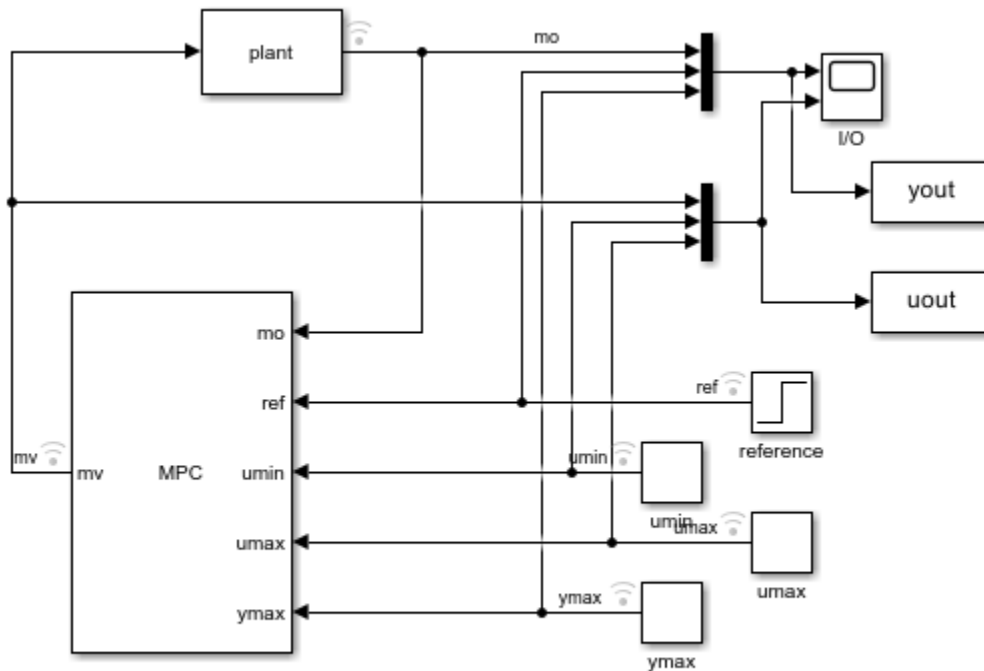 plant
mo
I/O
yout
uout
mo
ref
ref
reference
mv
mv
MPC
umin
umin
umin
umax
umax
umax
ymax
ymax
ymax